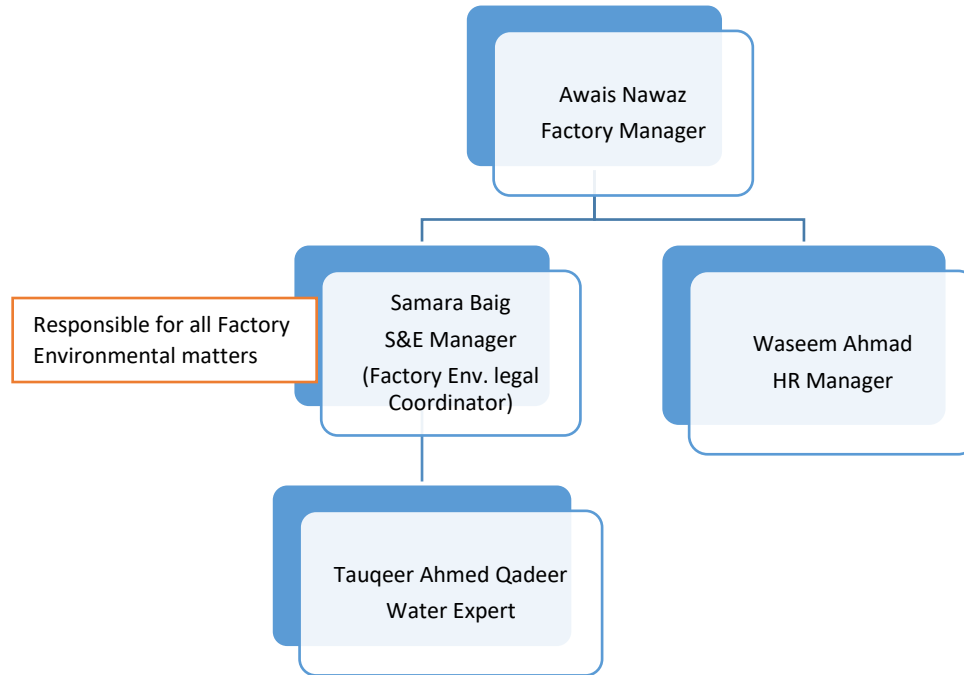 Awais Nawaz
Factory Manager
Responsible for all Factory
Environmental matters
Samara Baig
S&E Manager
(Factory Env. legal
Coordinator)
Waseem Ahmad
HR Manager
Tauqeer Ahmed Qadeer
Water Expert